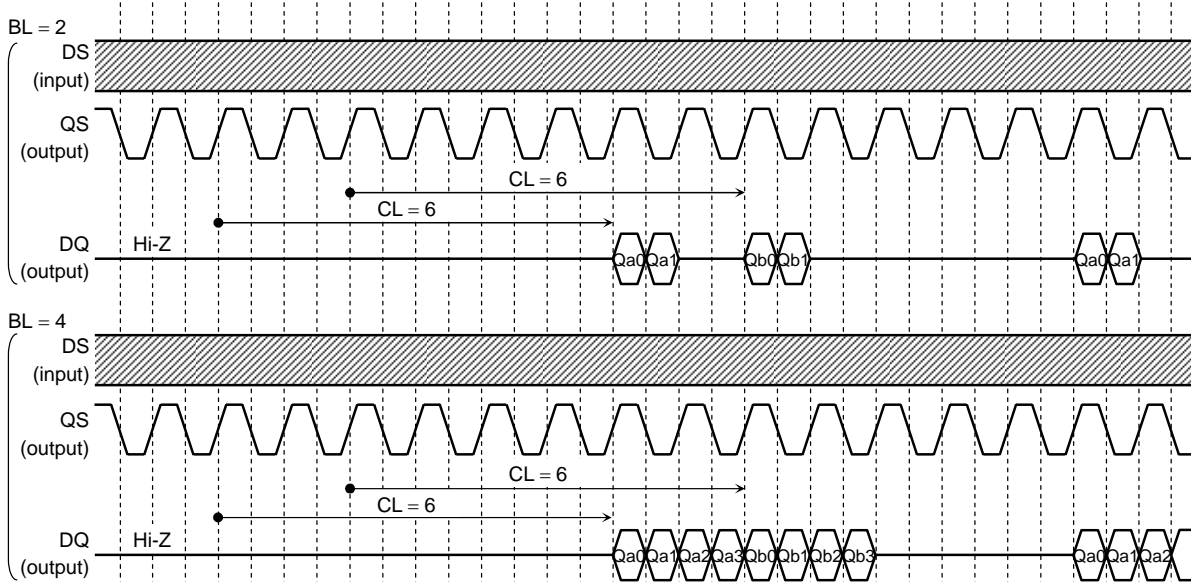 BL = 2
DS
(input)
QS
(output)
CL = 6
CL = 6
DQ
(output)
Hi-Z
Qa0 Qa1 Qb0 Qb1 Qa0 Qa1
BL = 4
DS
(input)
QS
(output)
CL = 6
CL = 6
DQ
(output)
Hi-Z
Qa0 Qa1 Qa2 Qa3 Qb0 Qb1 Qb2 Qb3 Qa0 Qa1 Qa2